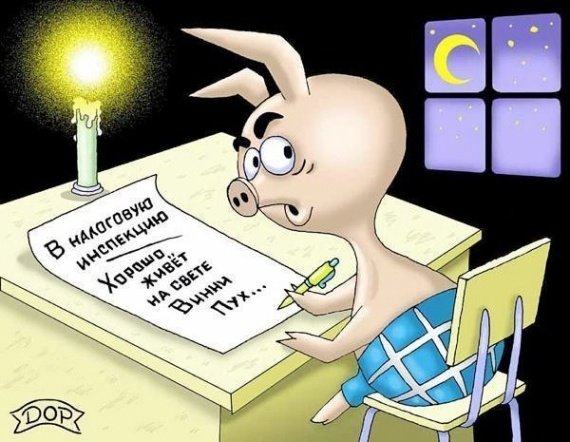 В НАЛОГОВУЮ
ИНСПЕКЦИЮ
ХОРОШО
ЖИВЁТ
НА СВЕТЕ
ВИННИ
ПУХ...
DOP